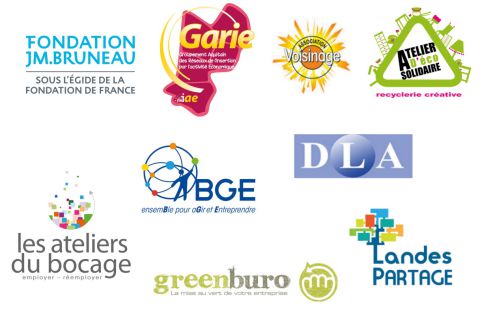 FONDATION
JM.BRUNEAU
SOUS L'ÉGIDE DE LA
FONDATION DE FRANCE
Garie
Groupement Aquitain
des Réseaux de l'Insertion
par l'activité Économique
iae
ASSOCIATION
Voisinage
ATELIER
D'éco
SOLIDAIRE
recyclerie créative
les ateliers
du bocage
employer - réemployer
BGE
ensemBle pour aGir et Entreprendre
DLA
greenburo
La mise au vert de votre entreprise
Landes
PARTAGE